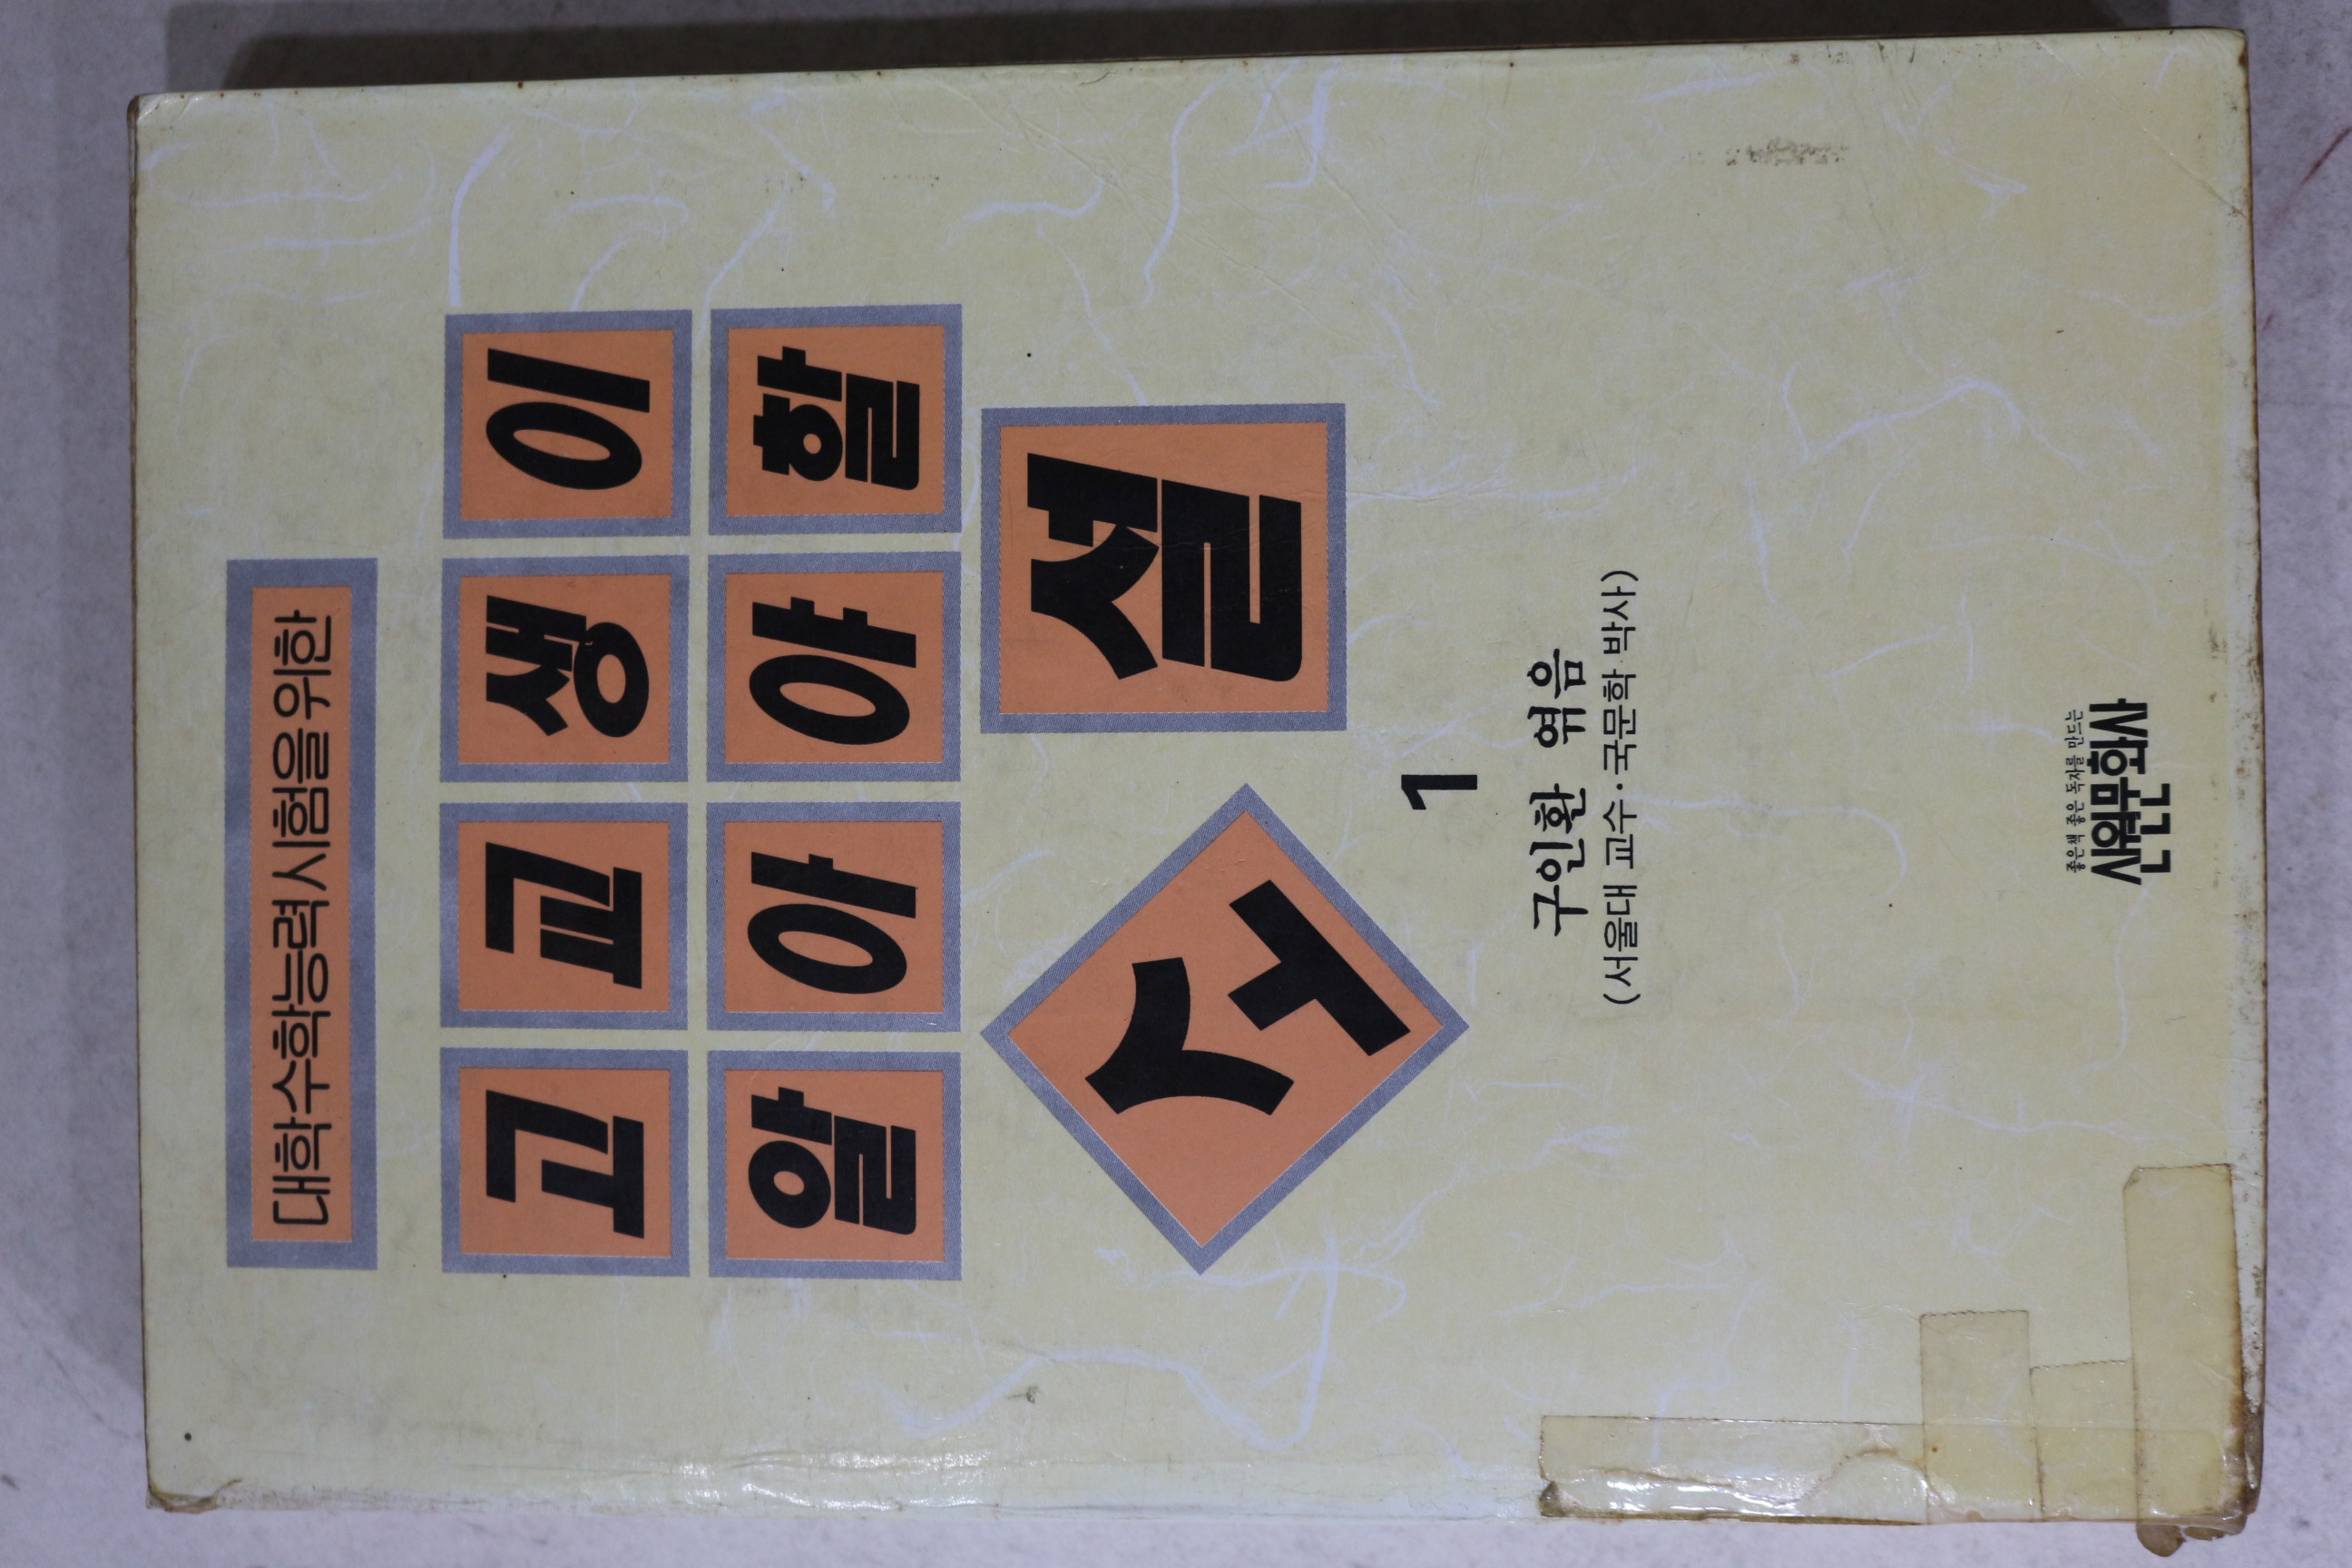 대학수학능력시험을위한
고교생이
알아야할
소설
1
구인환 엮음
(서울대 교수·국문학 박사)
좋은책 좋은 독자를 만드는
신원문화사